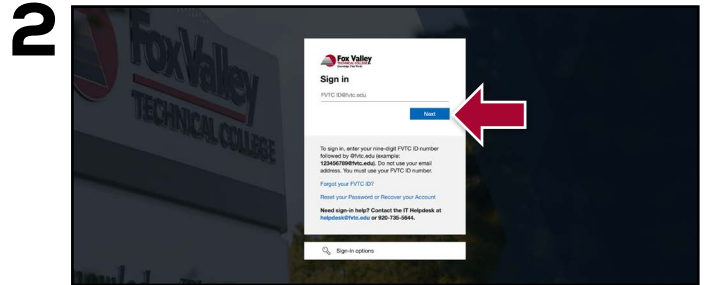 2
Fox Valley
TECHNICAL COLLEGE
Fox Valley
TECHNICAL COLLEGE
Knowledge That Works
Sign in
FVTC ID@fvtc.edu
Next
To sign in, enter your nine-digit FVTC ID number
followed by @fvtc.edu (example:
123456789@fvtc.edu). Do not use your email
address. You must use your FVTC ID number.
Forgot your FVTC ID?
Reset your Password or Recover your Account
Need sign-in help? Contact the IT Helpdesk at
helpdesk@fvtc.edu or 920-735-5644.
Sign-in options